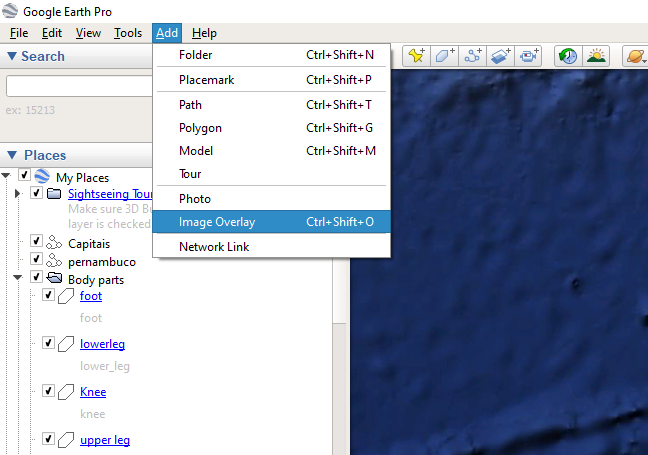 Google Earth Pro
File Edit View Tools Add Help
Search
ex: 15213
Folder Ctrl+Shift+N
Placemark Ctrl+Shift+P
Path Ctrl+Shift+T
Polygon Ctrl+Shift+G
Model Ctrl+Shift+M
Tour
Photo
Image Overlay Ctrl+Shift+O
Network Link
Places
My Places
Sightseeing Tou
Make sure 3D B
layer is checked
Capitais
pernambuco
Body parts
foot
foot
lowerleg
lower_leg
Knee
knee
upper leg